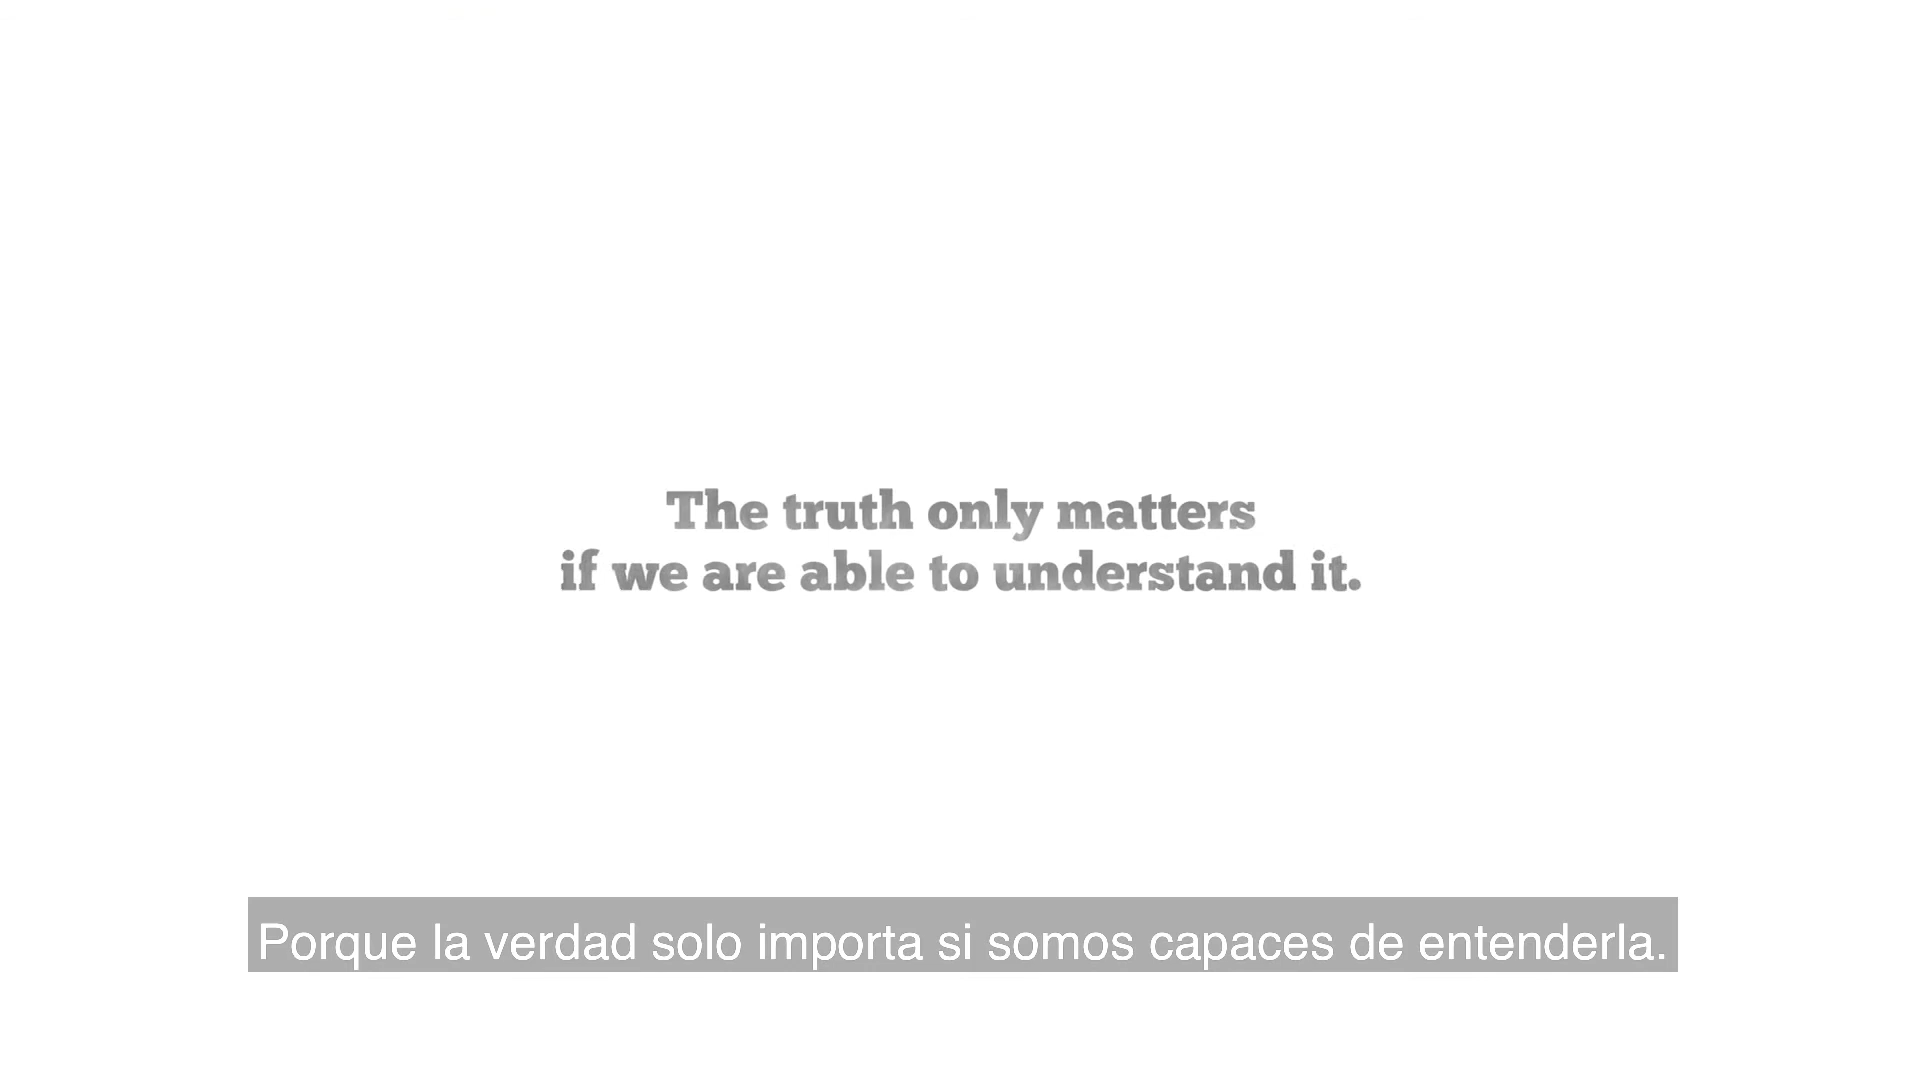 The truth only matters
if we are able to understand it.
Porque la verdad solo importa si somos capaces de entenderla.